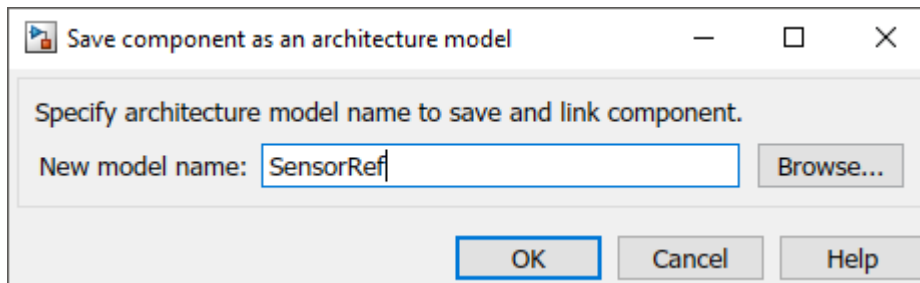 Save component as an architecture model
Specify architecture model name to save and link component.
New model name: SensorRef Browse...
OK Cancel Help